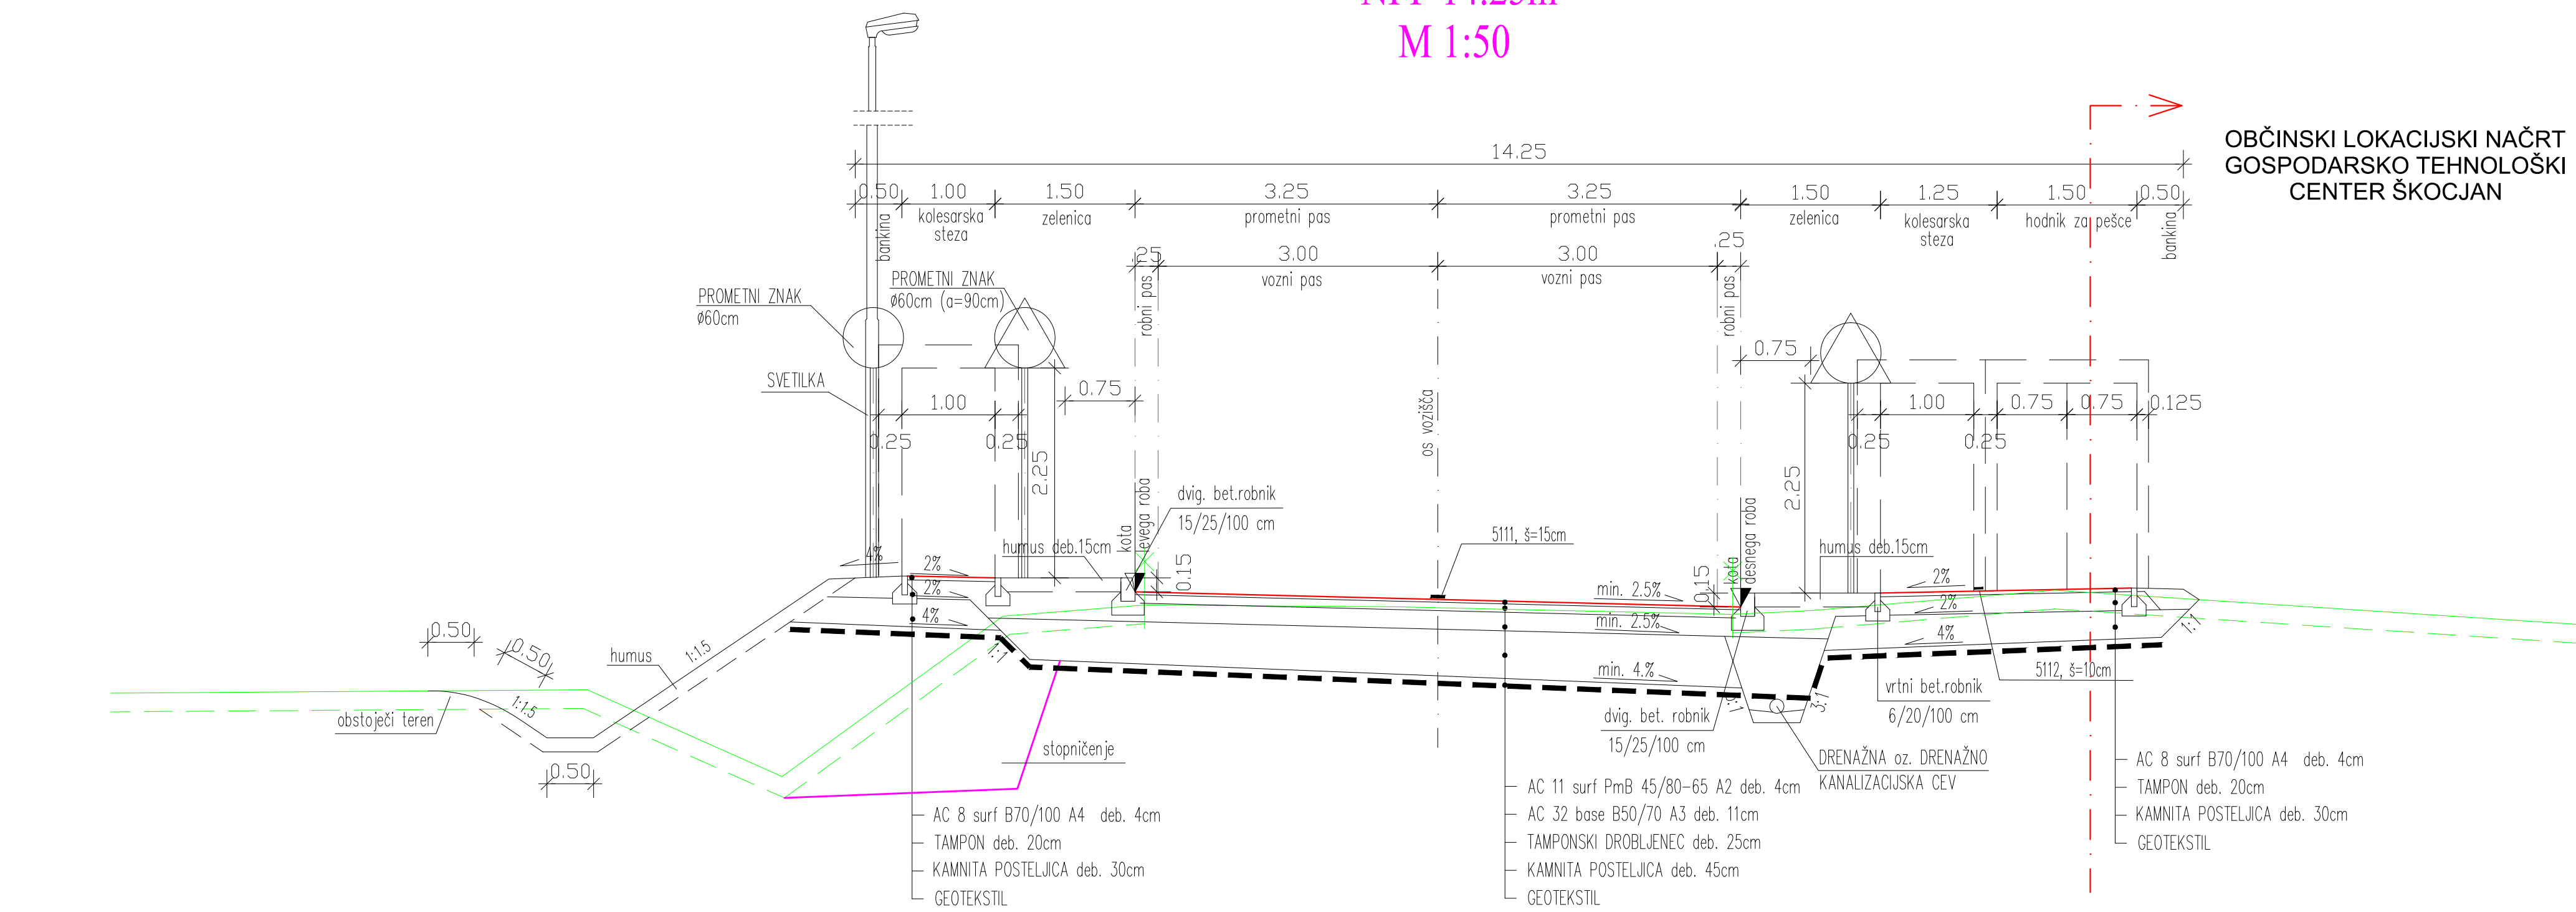 M 1:50
OBČINSKI LOKACIJSKI NAČRT
GOSPODARSKO TEHNOLOŠKI
CENTER ŠKOCJAN
14.25
0.50
1.00
1.50
3.25
3.25
1.50
1.25
1.50
0.50
bankina
kolesarska
steza
zelenica
prometni pas
prometni pas
zelenica
kolesarska
steza
hodnik za pešce
bankina
.25
3.00
3.00
.25
robni pas
vozni pas
vozni pas
robni pas
PROMETNI ZNAK
ø60cm
PROMETNI ZNAK
ø60cm (a=90cm)
SVETILKA
1.00
0.25
0.25
2.25
0.75
os vozišča
0.75
2.25
1.00
0.75
0.75
0.125
0.25
0.25
kota
levega roba
dvig. bet.robnik
15/25/100 cm
humus deb.15cm
0.15
5111, š=15cm
0.15
kota
desnega roba
humus deb.15cm
4%
2%
2%
4%
min. 2.5%
min. 2.5%
min. 4.%
2%
2%
4%
1:1
0.50
0.50
humus
1:1.5
1:1.5
obstoječi teren
0.50
1:1
stopničenje
dvig. bet. robnik
15/25/100 cm
3:1
vrtni bet.robnik
6/20/100 cm
5112, š=10cm
DRENAŽNA oz. DRENAŽNO
KANALIZACIJSKA CEV
AC 8 surf B70/100 A4 deb. 4cm
TAMPON deb. 20cm
KAMNITA POSTELJICA deb. 30cm
GEOTEKSTIL
AC 11 surf PmB 45/80-65 A2 deb. 4cm
AC 32 base B50/70 A3 deb. 11cm
TAMPONSKI DROBLJENEC deb. 25cm
KAMNITA POSTELJICA deb. 45cm
GEOTEKSTIL
AC 8 surf B70/100 A4 deb. 4cm
TAMPON deb. 20cm
KAMNITA POSTELJICA deb. 30cm
GEOTEKSTIL